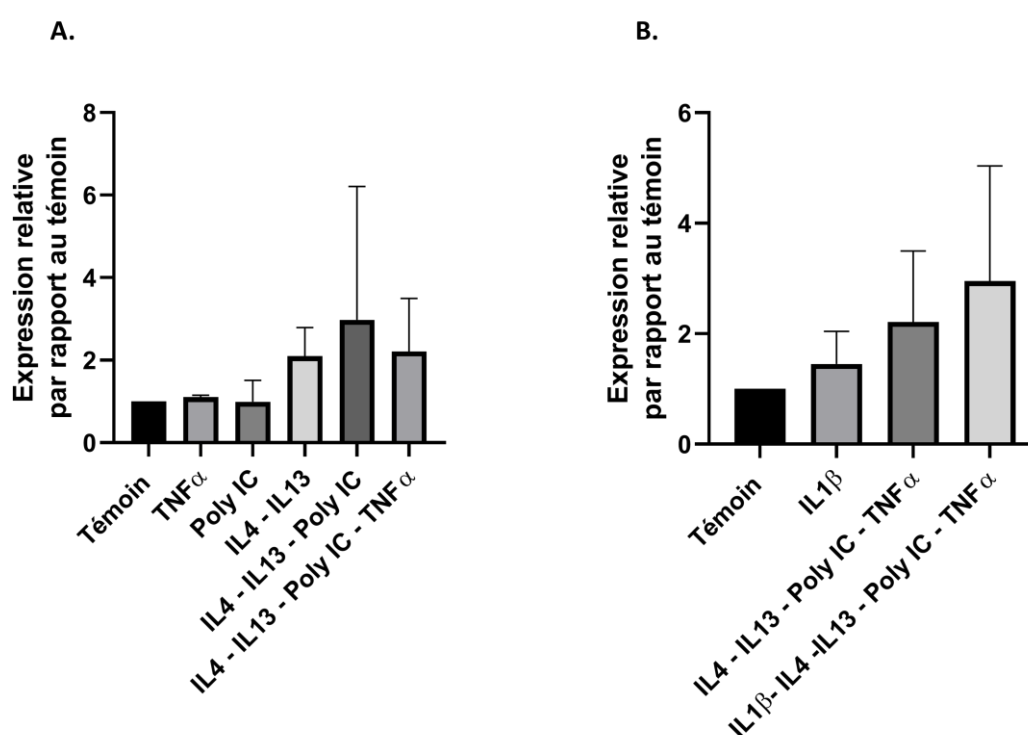 A.
Expression relative
par rapport au témoin
8
6
4
2
0
Témoin
TNFα
Poly IC
IL4 - IL13
IL4 - IL13 - Poly IC
IL4 - IL13 - Poly IC - TNFα
B.
Expression relative
par rapport au témoin
6
4
2
0
Témoin
IL1β
IL4 - IL13 - Poly IC - TNFα
IL1β- IL4 -IL13 - Poly IC - TNFα